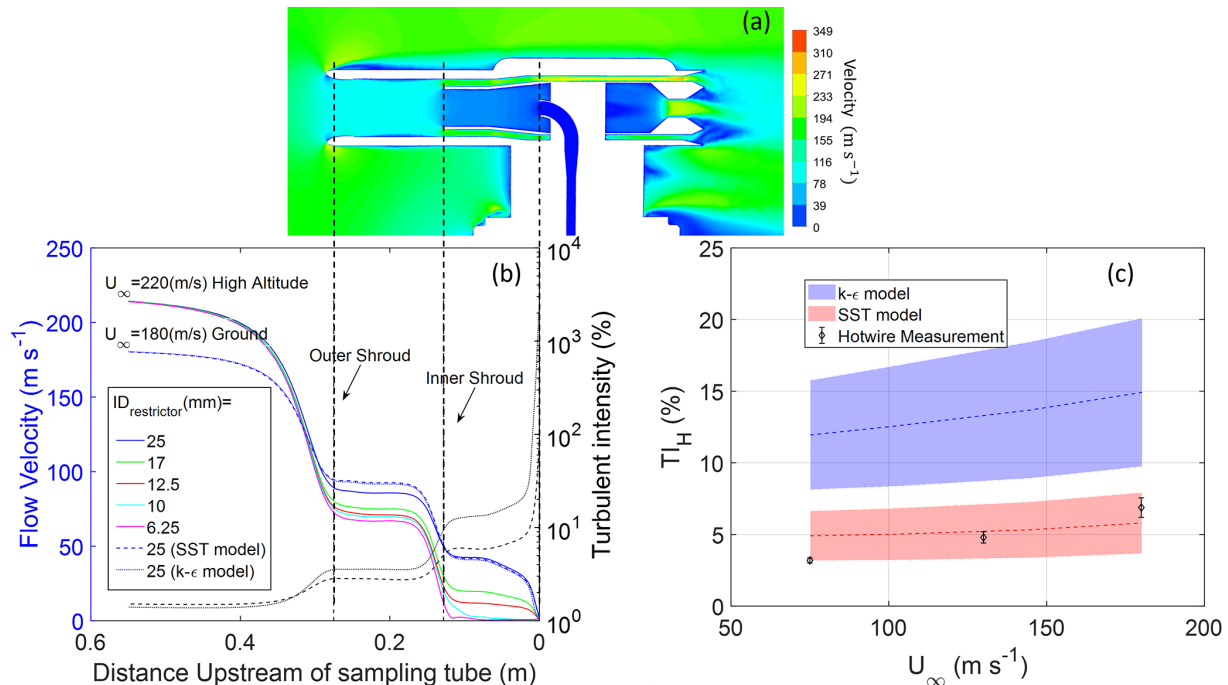 (a)
349
310
271
233
194
155
116
78
39
0
Velocity (m s⁻¹)
(b)
U∞=220(m/s) High Altitude
U∞=180(m/s) Ground
Outer Shroud
Inner Shroud
ID_restrictor(mm)=
25
17
12.5
10
6.25
25 (SST model)
25 (k-ϵ model)
250
200
150
100
50
0
Flow Velocity (m s⁻¹)
10⁴
10³
10²
10¹
10⁰
Turbulent intensity (%)
0.6
0.4
0.2
0
Distance Upstream of sampling tube (m)
(c)
k-ϵ model
SST model
Hotwire Measurement
25
20
15
10
5
0
TI_H (%)
50
100
150
200
U∞ (m s⁻¹)